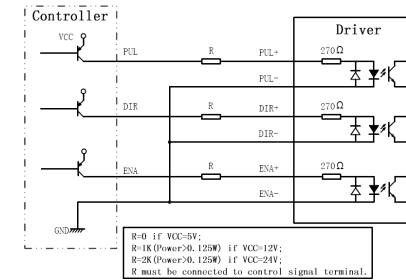 Controller
Driver
VCC
PUL
R
PUL+
270Ω
PUL-
DIR
R
DIR+
270Ω
DIR-
ENA
R
ENA+
270Ω
ENA-
GND
R=0 if VCC=5V;
R=1K(Power>0.125W) if VCC=12V;
R=2K(Power>0.125W) if VCC=24V;
R must be connected to control signal terminal.